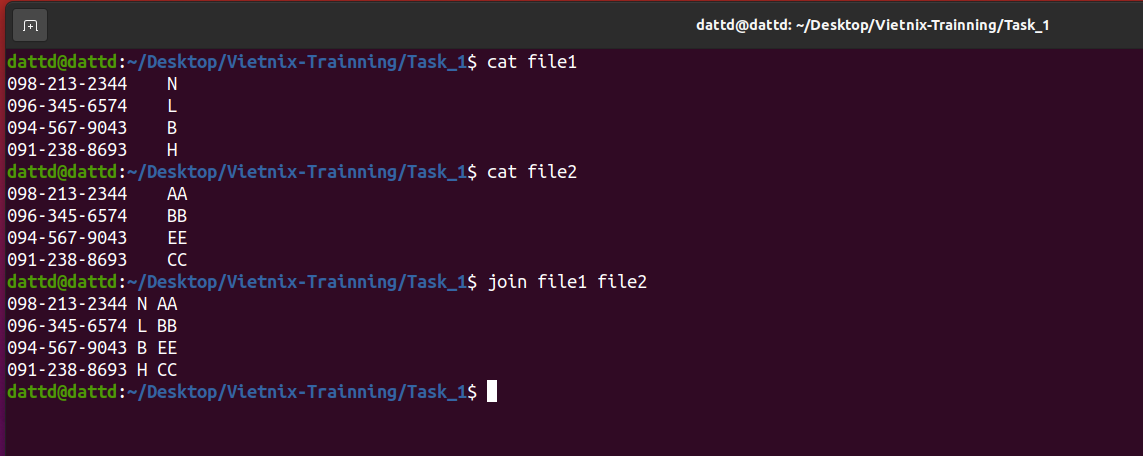 dattd@dattd: ~/Desktop/Vietnix-Trainning/Task_1
dattd@dattd:~/Desktop/Vietnix-Trainning/Task_1$ cat file1
098-213-2344    N
096-345-6574    L
094-567-9043    B
091-238-8693    H
dattd@dattd:~/Desktop/Vietnix-Trainning/Task_1$ cat file2
098-213-2344    AA
096-345-6574    BB
094-567-9043    EE
091-238-8693    CC
dattd@dattd:~/Desktop/Vietnix-Trainning/Task_1$ join file1 file2
098-213-2344 N AA
096-345-6574 L BB
094-567-9043 B EE
091-238-8693 H CC
dattd@dattd:~/Desktop/Vietnix-Trainning/Task_1$